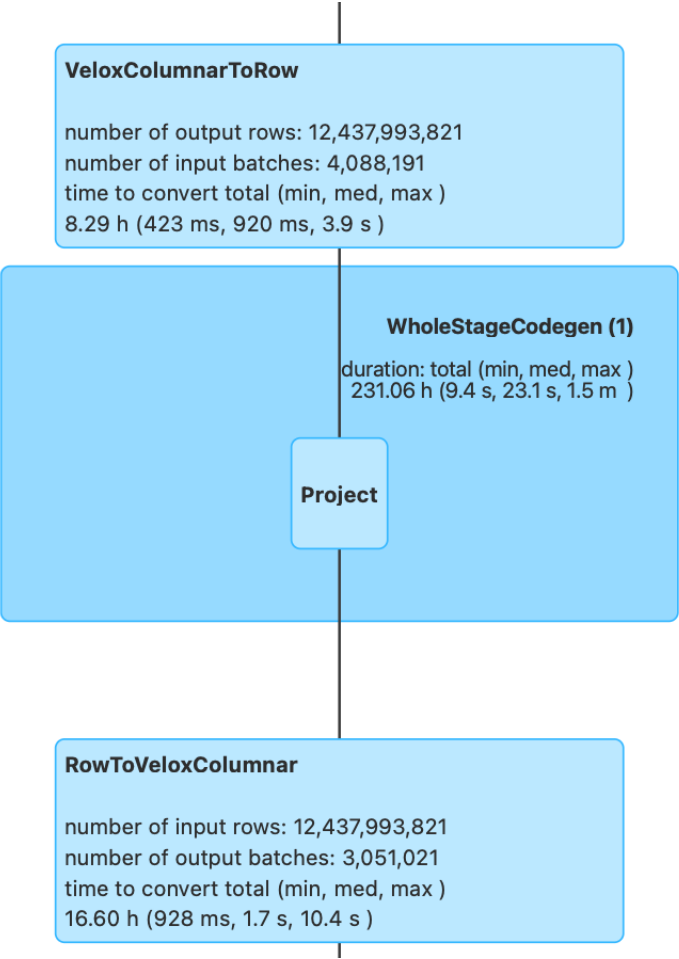 VeloxColumnarToRow
number of output rows: 12,437,993,821
number of input batches: 4,088,191
time to convert total (min, med, max )
8.29 h (423 ms, 920 ms, 3.9 s )
WholeStageCodegen (1)
duration: total (min, med, max )
231.06 h (9.4 s, 23.1 s, 1.5 m )
Project
RowToVeloxColumnar
number of input rows: 12,437,993,821
number of output batches: 3,051,021
time to convert total (min, med, max )
16.60 h (928 ms, 1.7 s, 10.4 s )